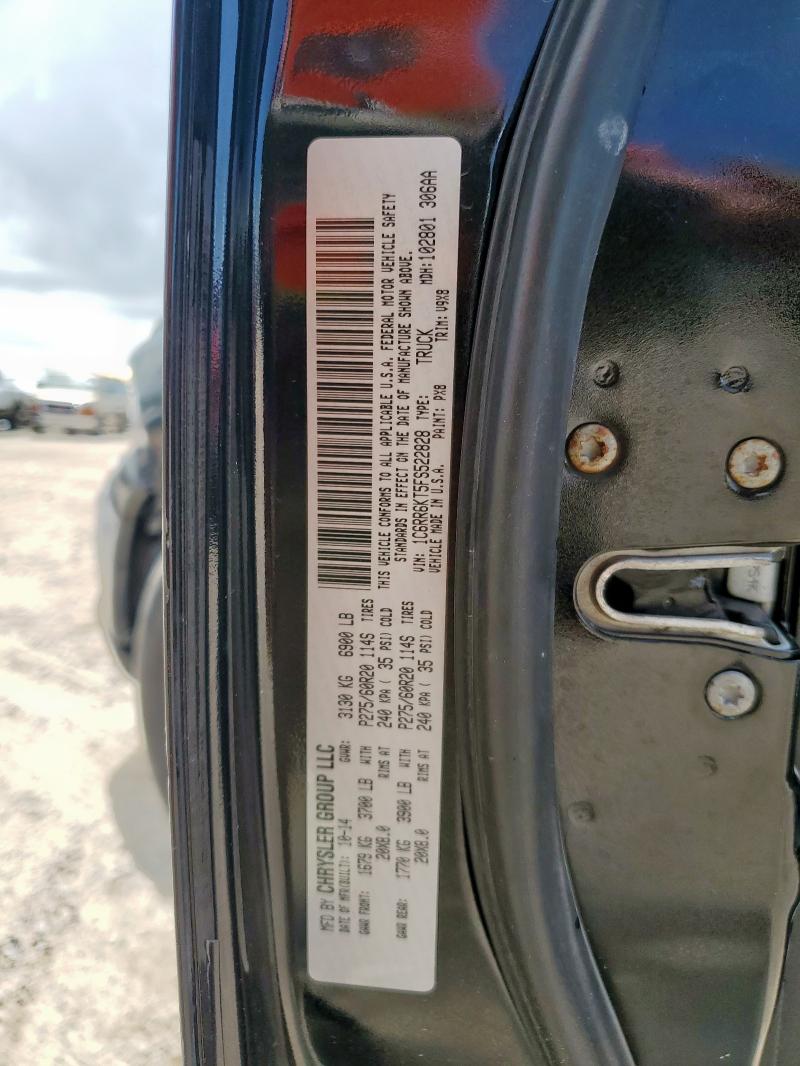 MFD BY CHRYSLER GROUP LLC
DATE OF MFR(BUILT): 10-14 GVWR: 3130 KG 6900 LB
GAWR FRONT: 1679 KG 3700 LB WITH P275/60R20 114S TIRES
20X8.0 RIMS AT 240 KPA ( 35 PSI) COLD
GAWR REAR: 1770 KG 3900 LB WITH P275/60R20 114S TIRES
20X8.0 RIMS AT 240 KPA ( 35 PSI) COLD
THIS VEHICLE CONFORMS TO ALL APPLICABLE U.S.A. FEDERAL MOTOR VEHICLE SAFETY
STANDARDS IN EFFECT ON THE DATE OF MANUFACTURE SHOWN ABOVE.
VIN: 1C6RR6KT5FS522828 TYPE: TRUCK MDH:102801 306AA
VEHICLE MADE IN U.S.A. PAINT: PX8 TRIM: V9X8